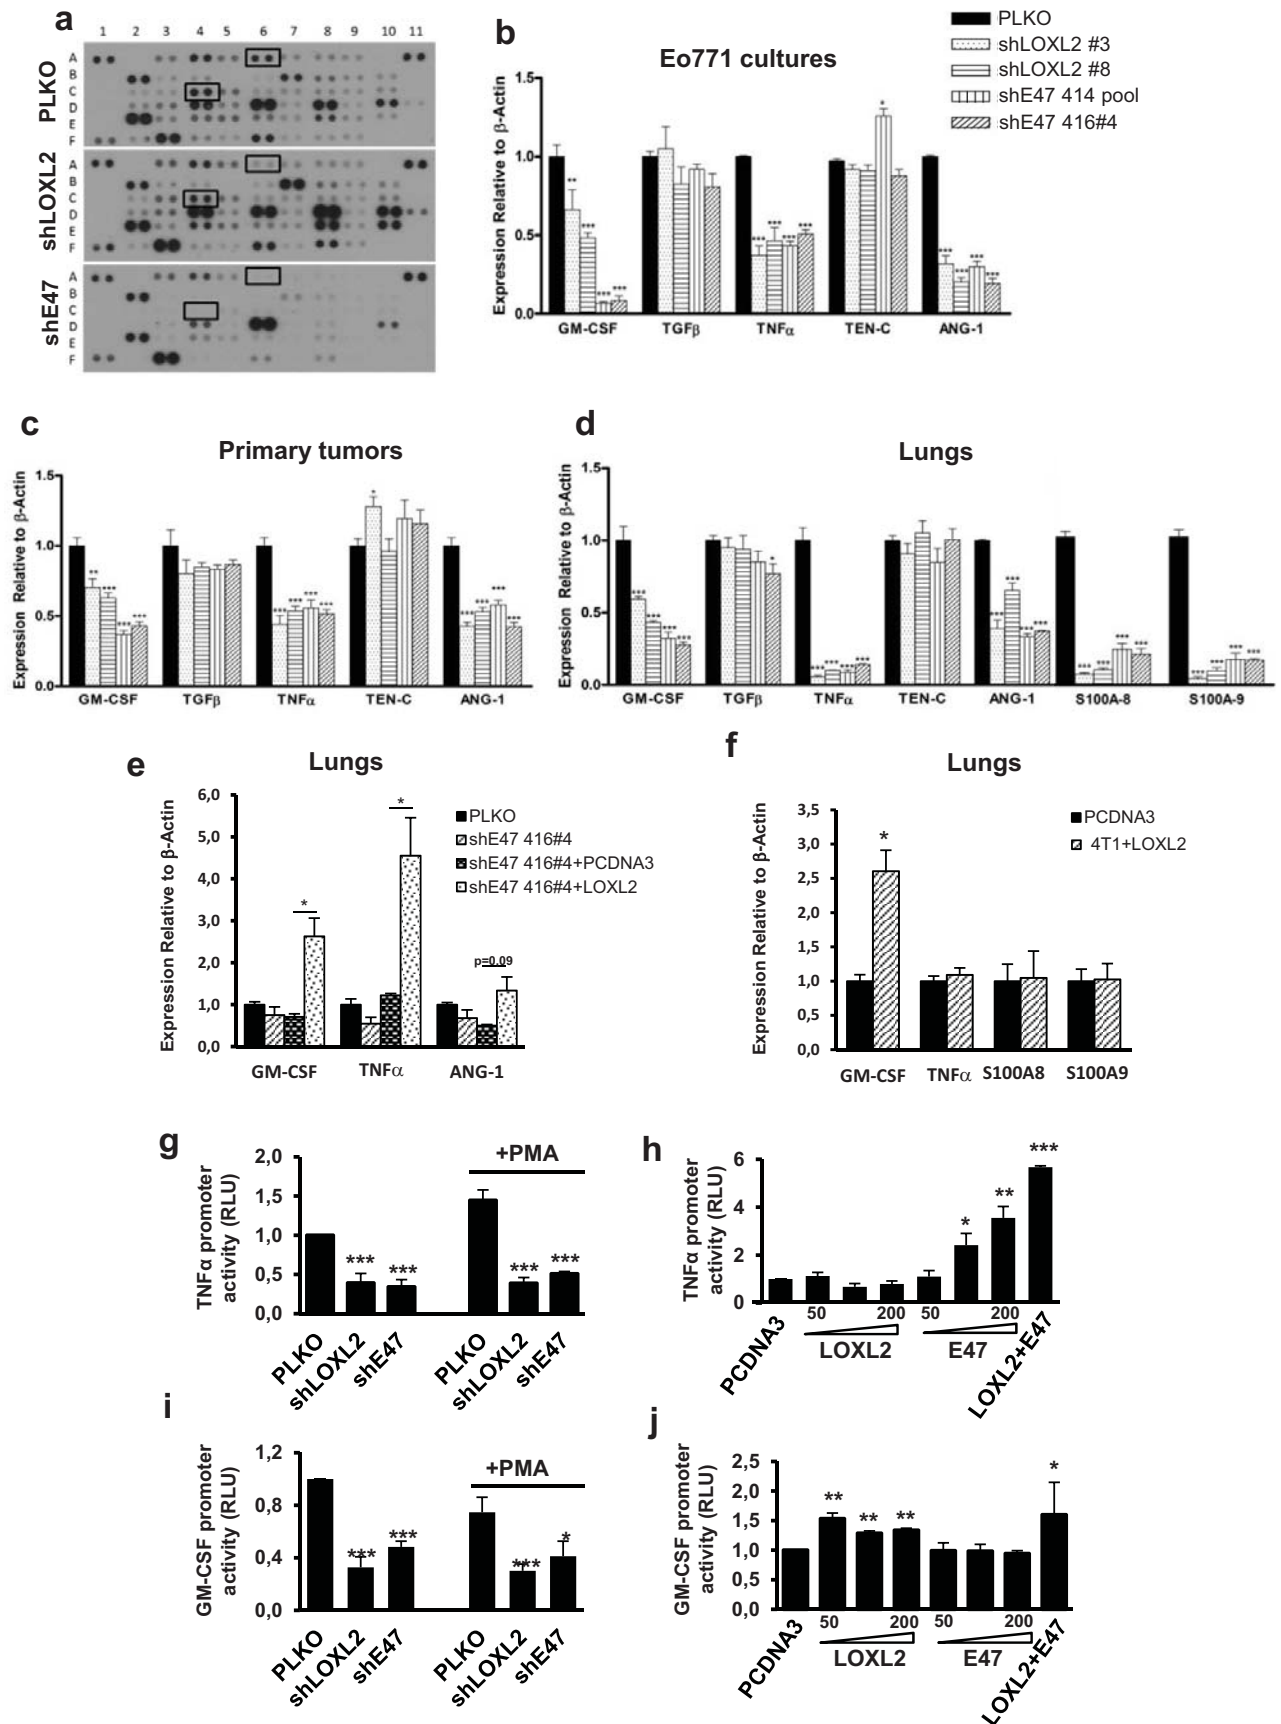 a
1 2 3 4 5 6 7 8 9 10 11
PLKO
A
B
C
D
E
F
shLOXL2
A
B
C
D
E
F
shE47
A
B
C
D
E
F
b
Eo771 cultures
PLKO
shLOXL2 #3
shLOXL2 #8
shE47 414 pool
shE47 416#4
Expression Relative to β-Actin
1.5
1.0
0.5
0.0
** *** *** ***
*** *** *** ***
*
*** *** *** ***
GM-CSF TGFβ TNFα TEN-C ANG-1
c
Primary tumors
Expression Relative to β-Actin
1.5
1.0
0.5
0.0
** *** *** ***
*** *** *** ***
*
*** *** *** ***
GM-CSF TGFβ TNFα TEN-C ANG-1
d
Lungs
Expression Relative to β-Actin
1.5
1.0
0.5
0.0
*** *** *** ***
*
*** *** *** ***
*** *** *** ***
*** *** *** ***
*** *** *** ***
GM-CSF TGFβ TNFα TEN-C ANG-1 S100A-8 S100A-9
e
Lungs
Expression Relative to β-Actin
6,0
5,0
4,0
3,0
2,0
1,0
0,0
*
*
p=0.09
PLKO
shE47 416#4
shE47 416#4+PCDNA3
shE47 416#4+LOXL2
GM-CSF TNFα ANG-1
f
Lungs
Expression Relative to β-Actin
3,5
3,0
2,5
2,0
1,5
1,0
0,5
0,0
*
PCDNA3
4T1+LOXL2
GM-CSF TNFα S100A8 S100A9
g
TNFα promoter
activity (RLU)
2,0
1,5
1,0
0,5
0,0
+PMA
*** ***
*** ***
PLKO
shLOXL2
shE47
PLKO
shLOXL2
shE47
h
TNFα promoter
activity (RLU)
6
4
2
0
* ** ***
50 200 50 200
PCDNA3
LOXL2
E47
LOXL2+E47
i
GM-CSF promoter
activity (RLU)
1,2
0,8
0,4
0,0
+PMA
*** ***
*** *
PLKO
shLOXL2
shE47
PLKO
shLOXL2
shE47
j
GM-CSF promoter
activity (RLU)
2,5
2,0
1,5
1,0
0,5
0,0
** ** ** *
50 200 50 200
PCDNA3
LOXL2
E47
LOXL2+E47